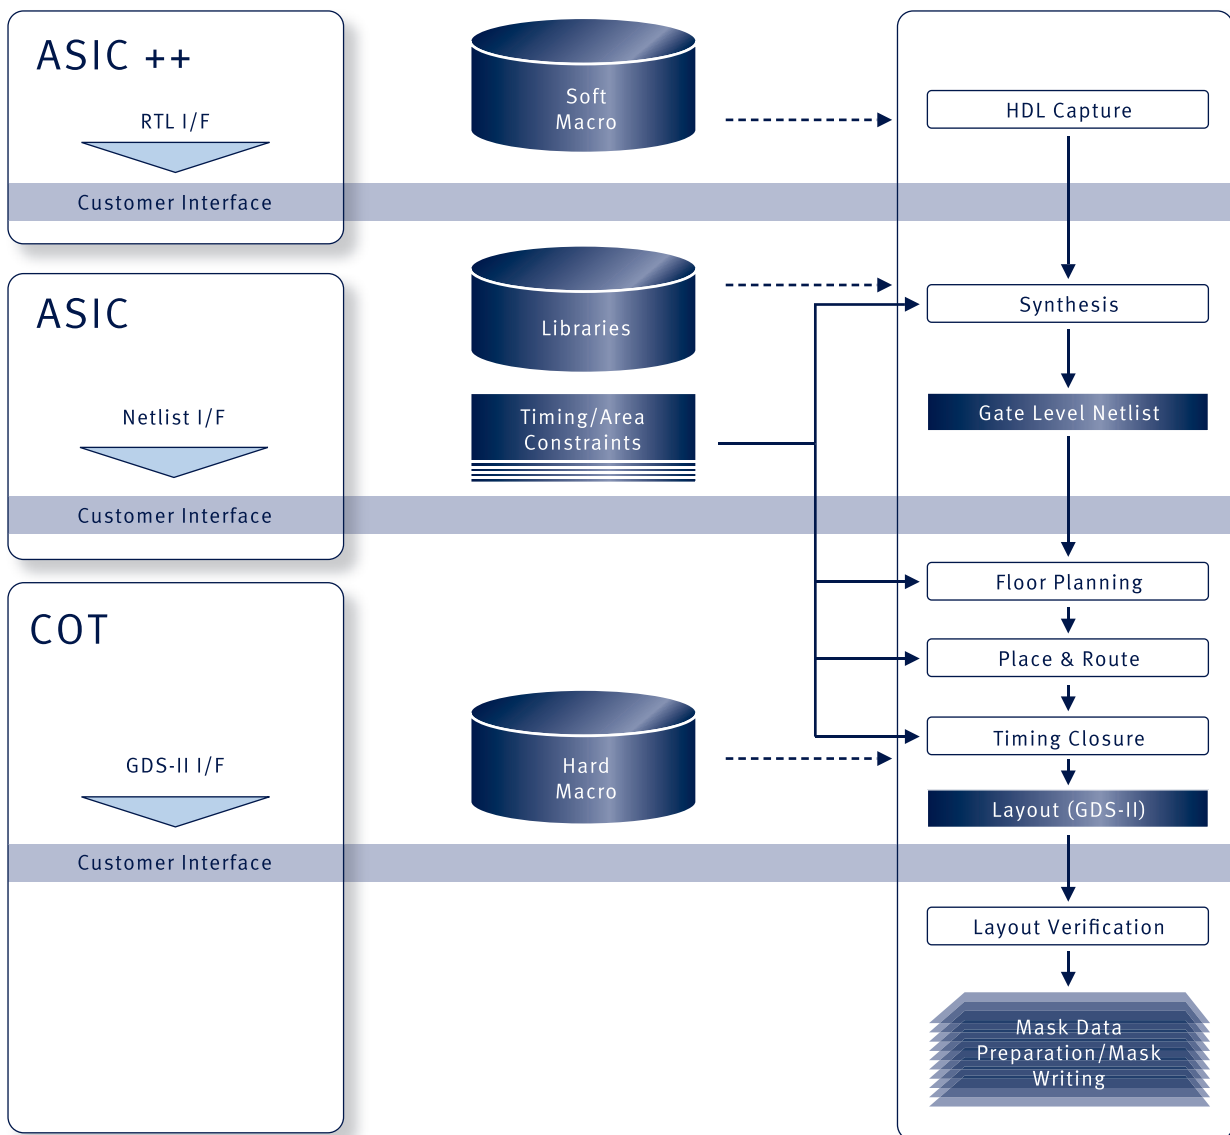 ASIC ++
RTL I/F
Customer Interface
ASIC
Netlist I/F
Customer Interface
COT
GDS-II I/F
Customer Interface
Soft
Macro
Libraries
Timing/Area
Constraints
Hard
Macro
HDL Capture
Synthesis
Gate Level Netlist
Floor Planning
Place & Route
Timing Closure
Layout (GDS-II)
Layout Verification
Mask Data
Preparation/Mask
Writing